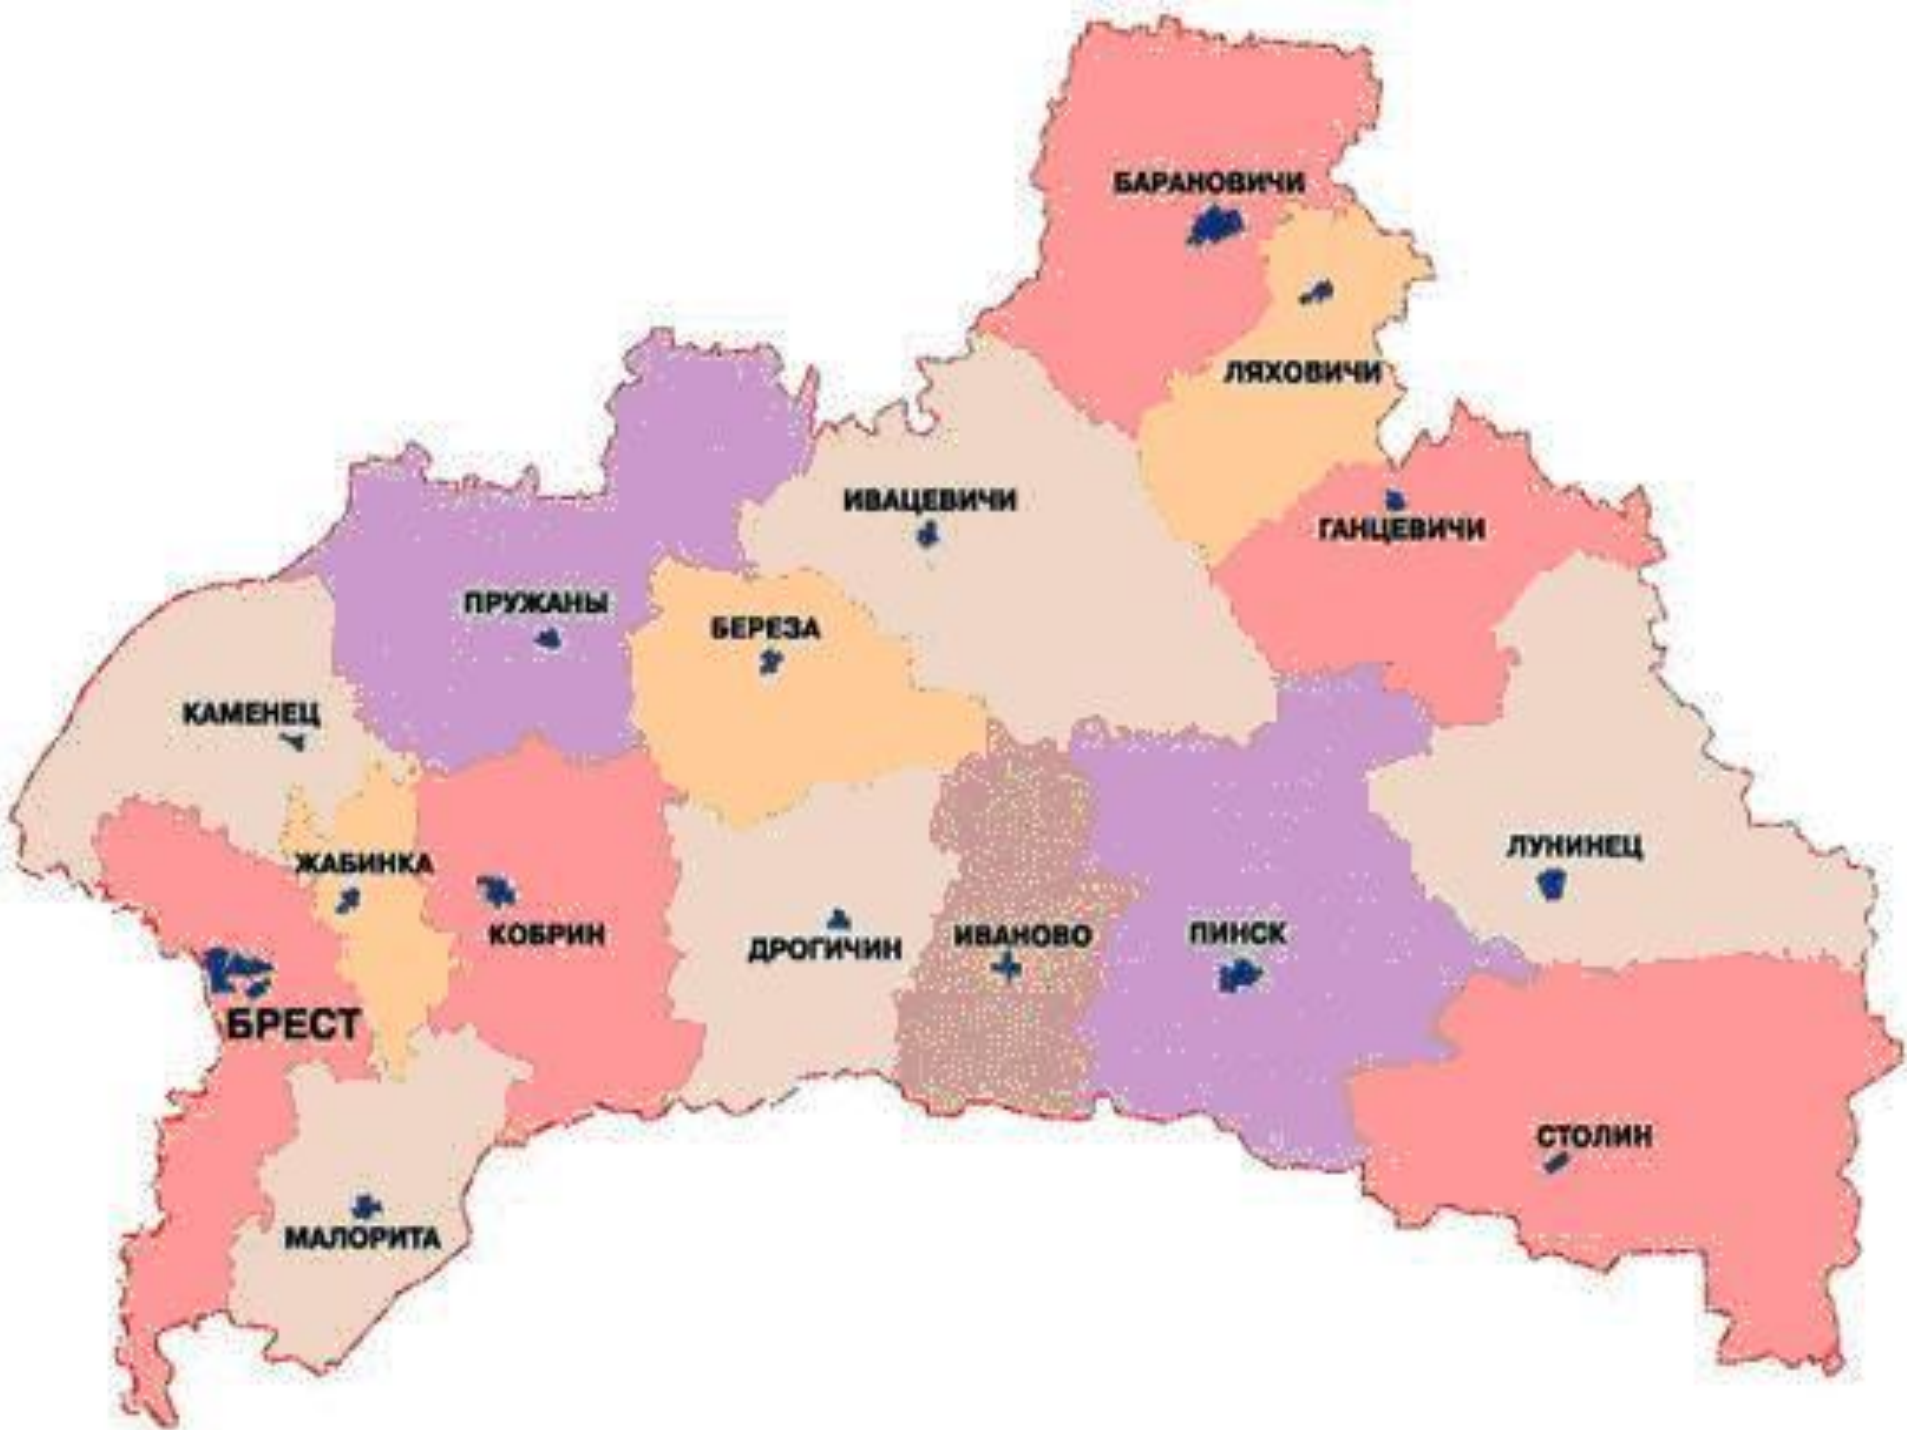 БАРАНОВИЧИ
ЛЯХОВИЧИ
ИВАЦЕВИЧИ
ГАНЦЕВИЧИ
ПРУЖАНЫ
БЕРЕЗА
КАМЕНЕЦ
ЛУНИНЕЦ
ЖАБИНКА
КОБРИН
ДРОГИЧИН
ИВАНОВО
ПИНСК
БРЕСТ
СТОЛИН
МАЛОРИТА